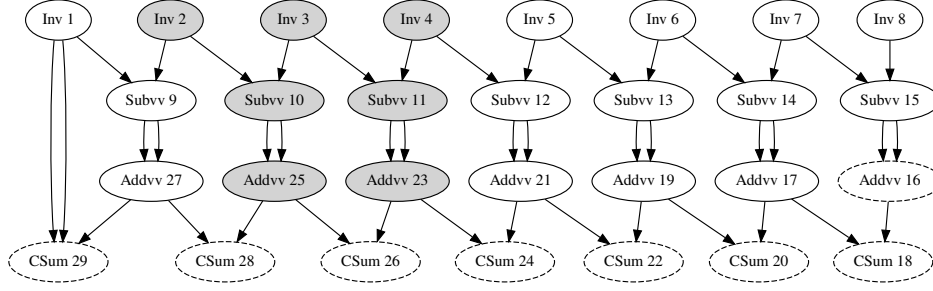 Inv 1 Inv 2 Inv 3 Inv 4 Inv 5 Inv 6 Inv 7 Inv 8
Subvv 9 Subvv 10 Subvv 11 Subvv 12 Subvv 13 Subvv 14 Subvv 15
Addvv 27 Addvv 25 Addvv 23 Addvv 21 Addvv 19 Addvv 17 Addvv 16
CSum 29 CSum 28 CSum 26 CSum 24 CSum 22 CSum 20 CSum 18